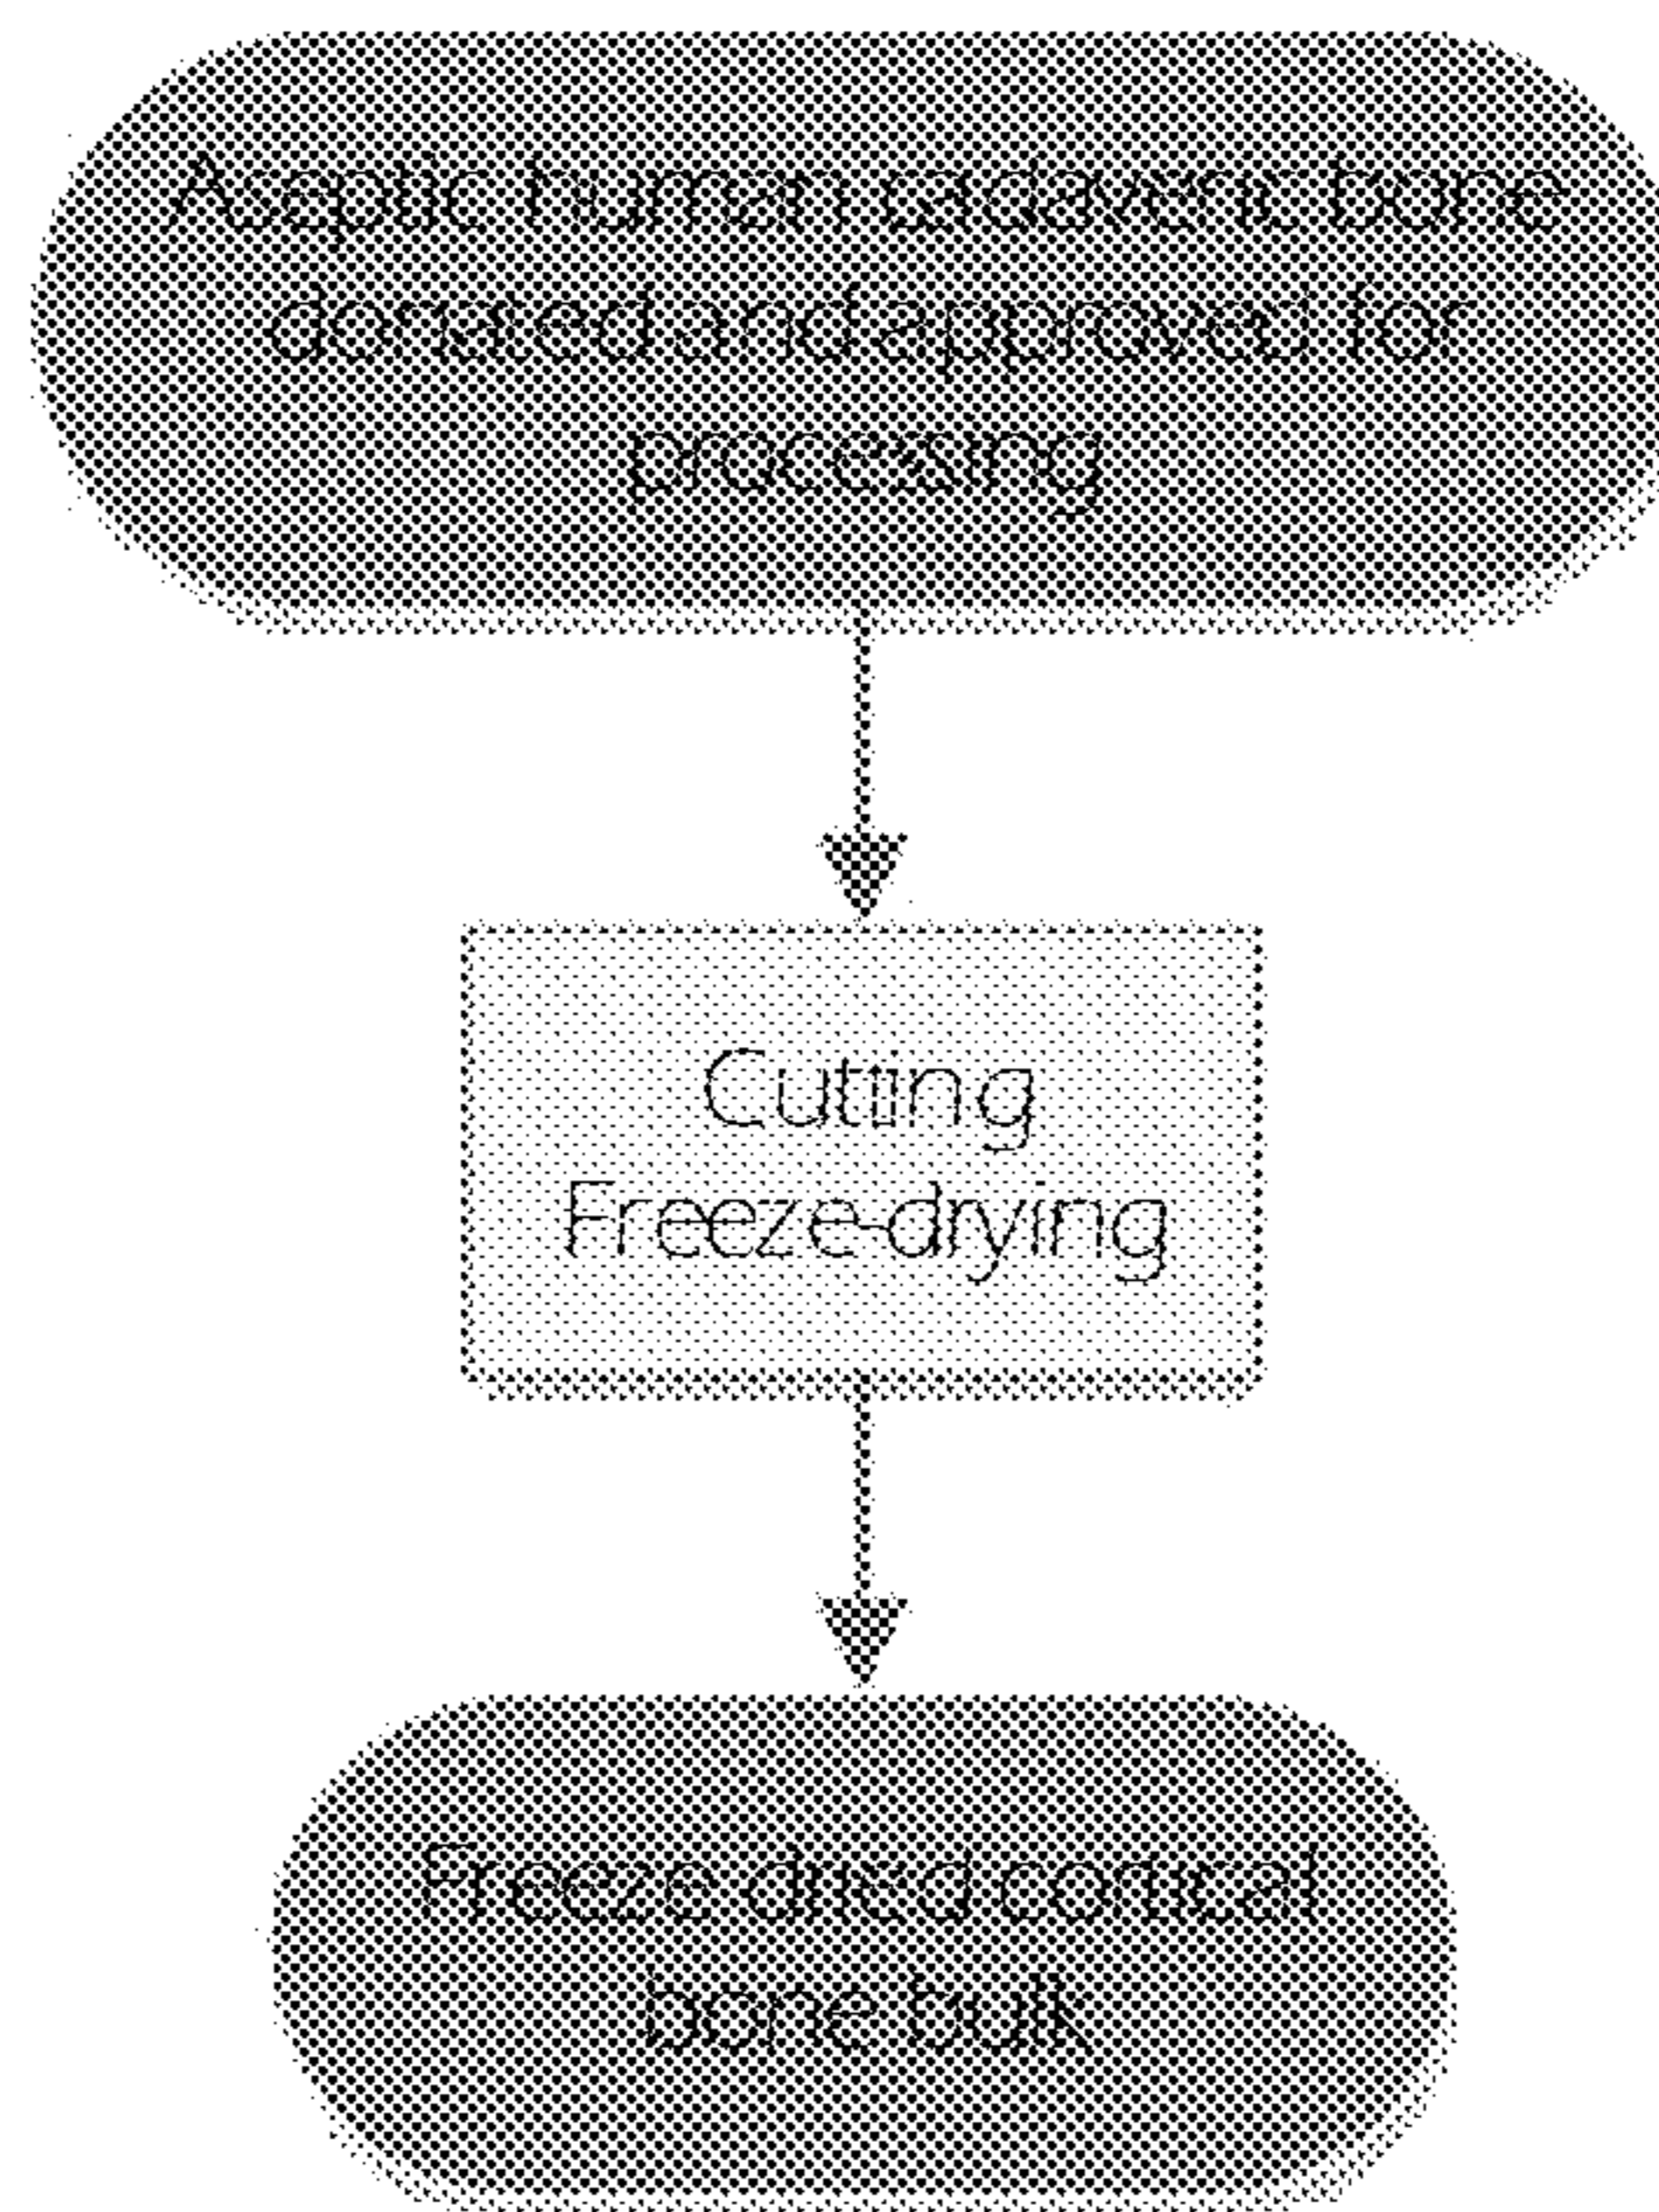 Aseptic human cadaveric bone
donated and approved for
processing
Cutting
Freeze-drying
Freeze-dried cortical
bone bulk